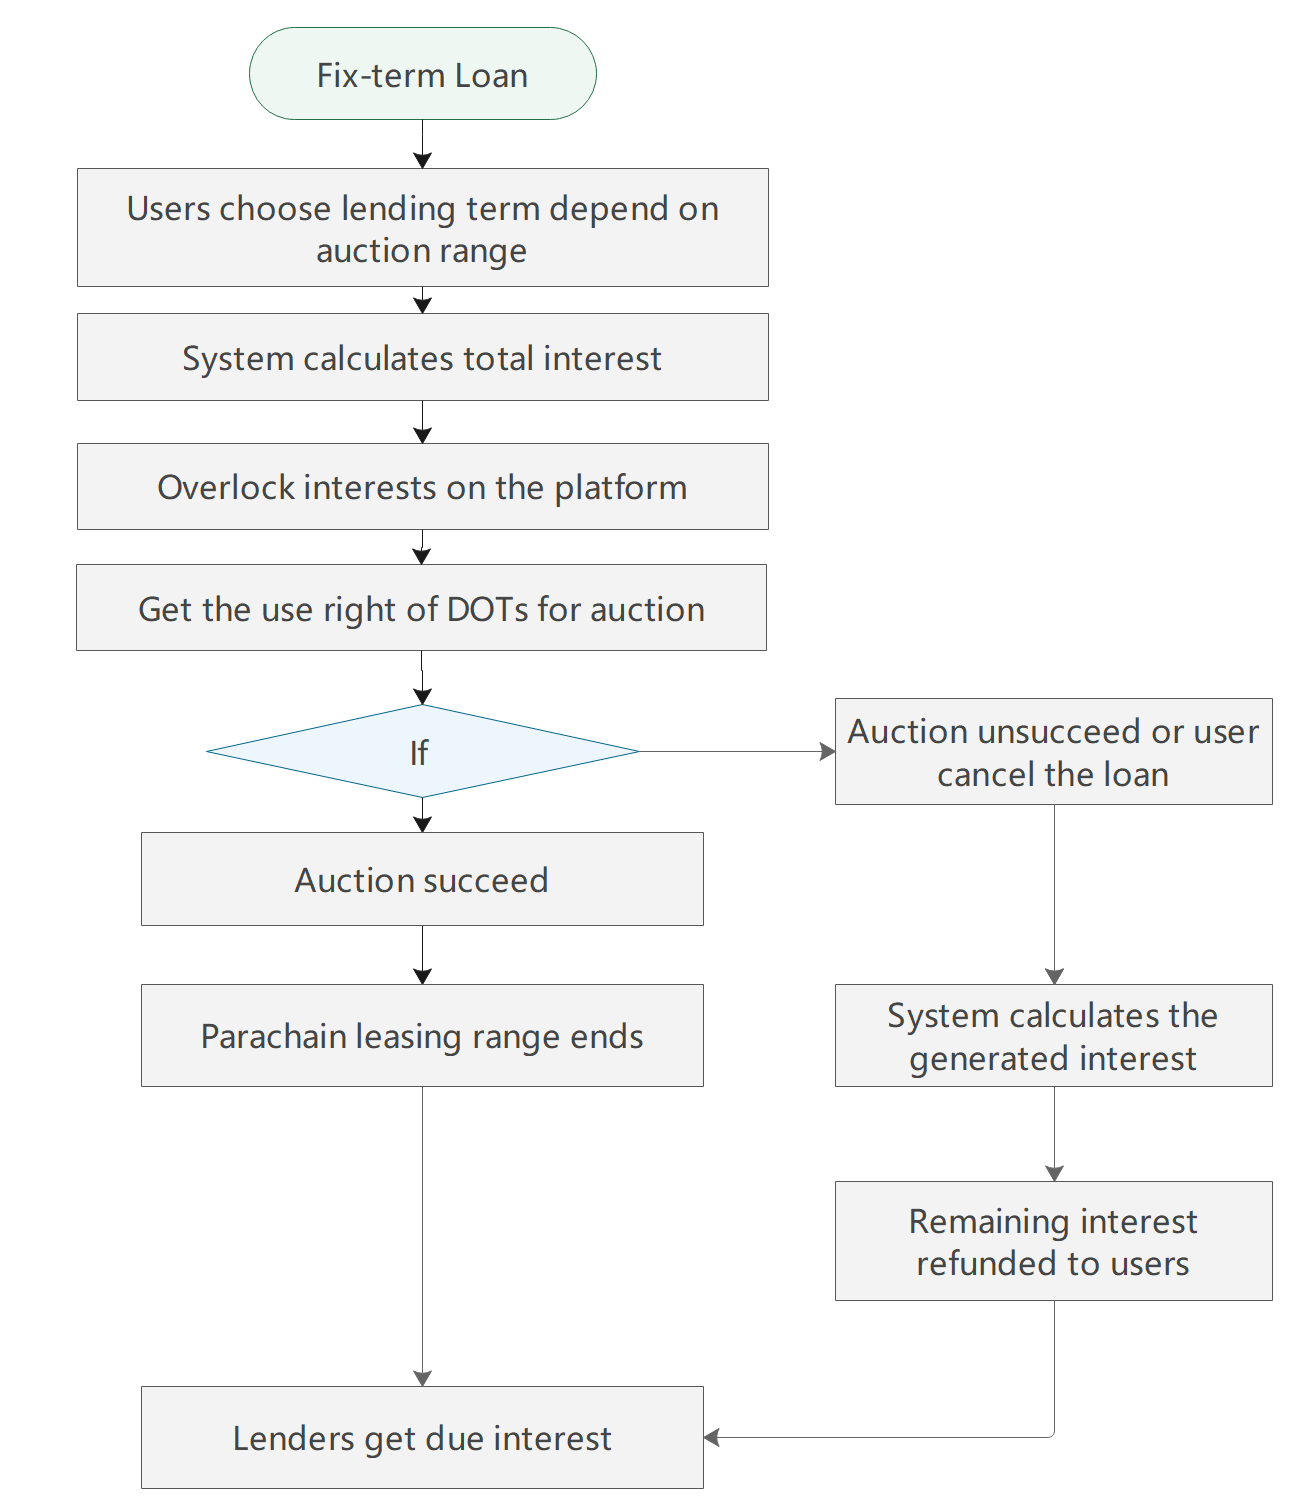 Fix-term Loan
Users choose lending term depend on
auction range
System calculates total interest
Overlock interests on the platform
Get the use right of DOTs for auction
If
Auction unsucceed or user
cancel the loan
Auction succeed
Parachain leasing range ends
System calculates the
generated interest
Remaining interest
refunded to users
Lenders get due interest